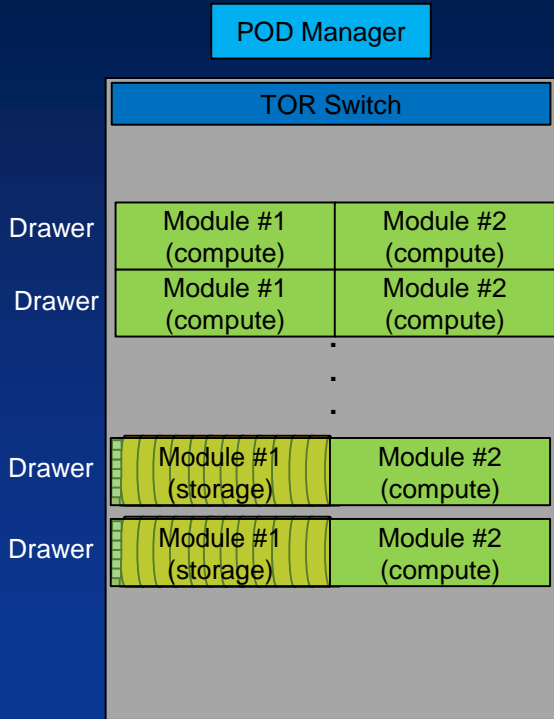 POD Manager
TOR Switch
Drawer
Module #1
(compute)
Module #2
(compute)
Drawer
Module #1
(compute)
Module #2
(compute)
.
.
.
Drawer
Module #1
(storage)
Module #2
(compute)
Drawer
Module #1
(storage)
Module #2
(compute)